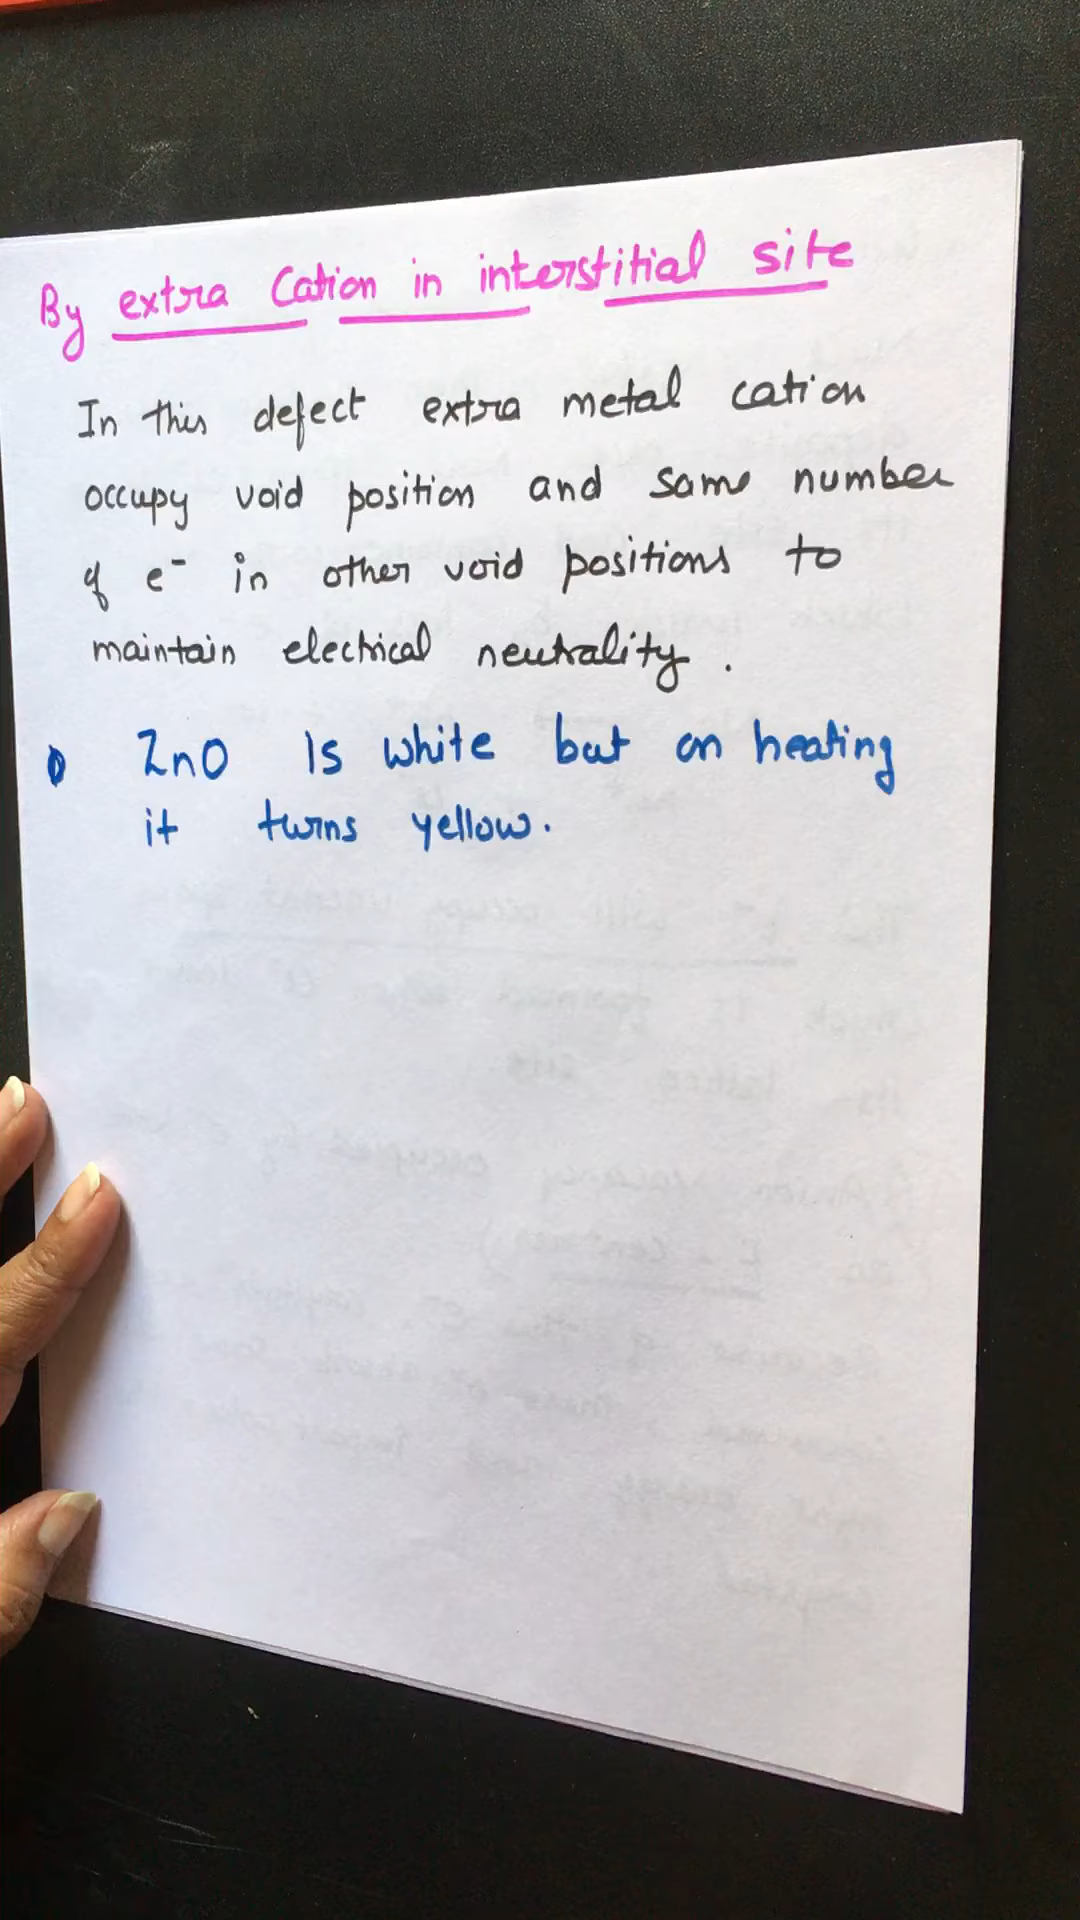 By extra Cation in interstitial site
In this defect extra metal cation
occupy void position and same number
of e⁻ in other void positions to
maintain electrical neutrality .
ZnO Is white but on heating
it turns yellow.